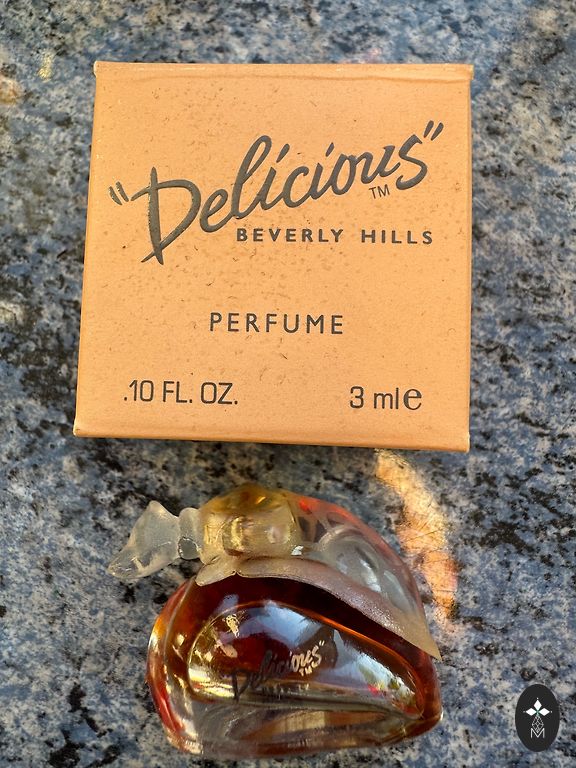 "Delicious"
TM
BEVERLY HILLS
PERFUME
.10 FL. OZ. 3 ml e
"Delicious"
TM
M